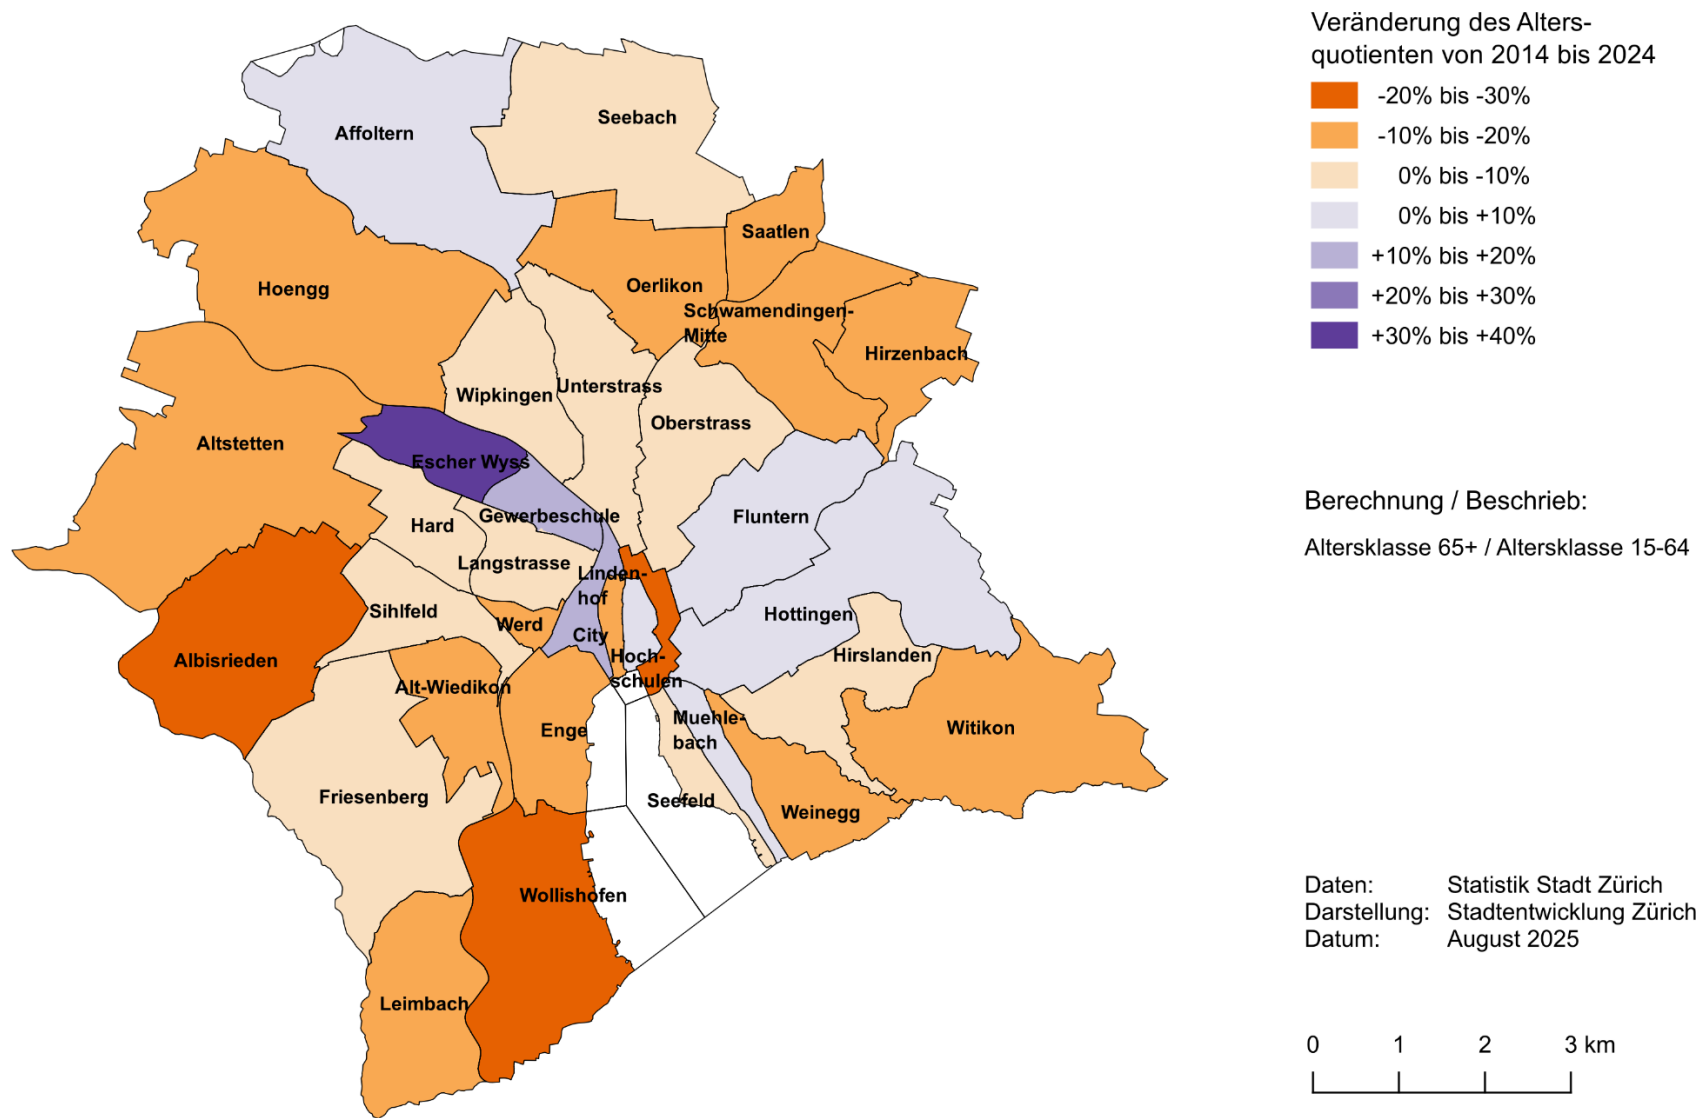 Veränderung des Alters-
quotienten von 2014 bis 2024
-20% bis -30%
-10% bis -20%
0% bis -10%
0% bis +10%
+10% bis +20%
+20% bis +30%
+30% bis +40%
Affoltern
Seebach
Saatlen
Hoengg
Oerlikon
Schwamendingen-
Mitte
Hirzenbach
Wipkingen
Unterstrass
Oberstrass
Altstetten
Escher Wyss
Gewerbeschule
Fluntern
Hard
Langstrasse
Linden-
hof
Sihlfeld
Werd
City
Hottingen
Albisrieden
Hoch-
schulen
Hirslanden
Alt-Wiedikon
Enge
Muehle-
bach
Witikon
Friesenberg
Seefeld
Weinegg
Wollishofen
Leimbach
Berechnung / Beschrieb:
Altersklasse 65+ / Altersklasse 15-64
Daten: Statistik Stadt Zürich
Darstellung: Stadtentwicklung Zürich
Datum: August 2025
0 1 2 3 km